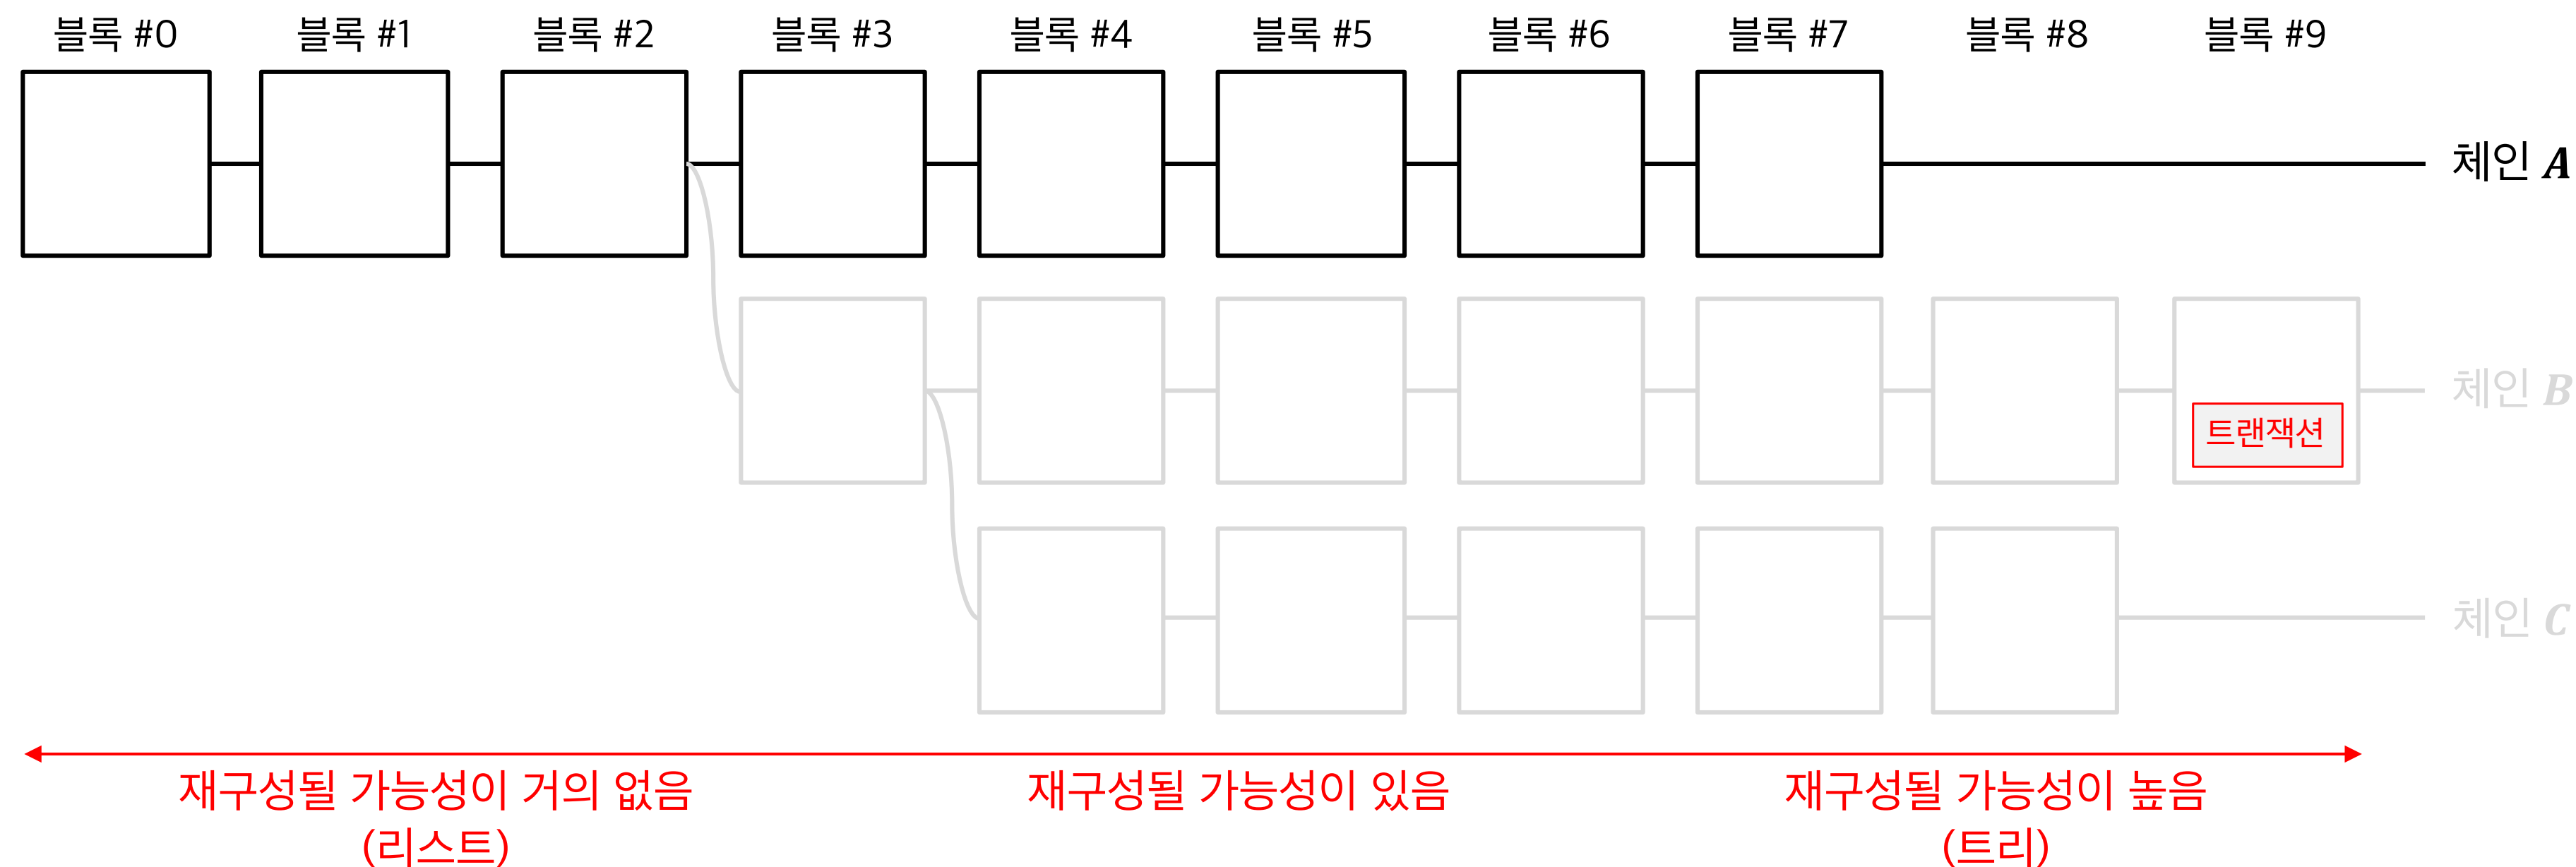 블록 #0 블록 #1 블록 #2 블록 #3 블록 #4 블록 #5 블록 #6 블록 #7 블록 #8 블록 #9
체인 A
체인 B
트랜잭션
체인 C
재구성될 가능성이 거의 없음 재구성될 가능성이 있음 재구성될 가능성이 높음
(리스트) (트리)